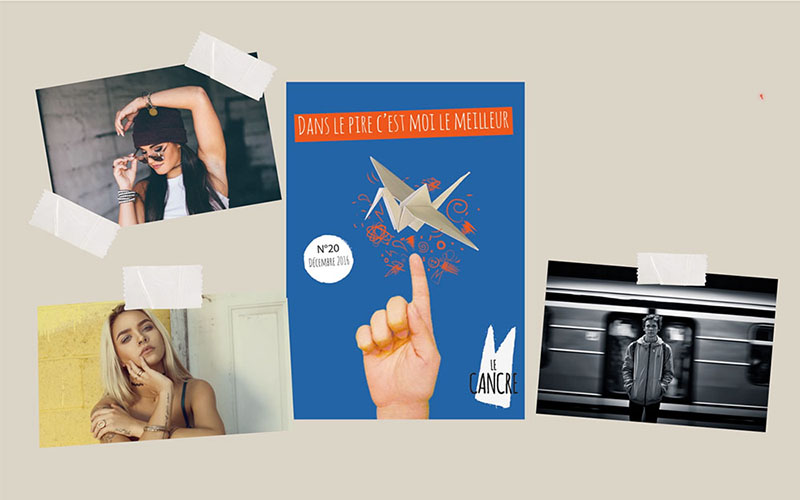 DANS LE PIRE C'EST MOI LE MEILLEUR
N°20
DÉCEMBRE 2016
LE
CANCRE